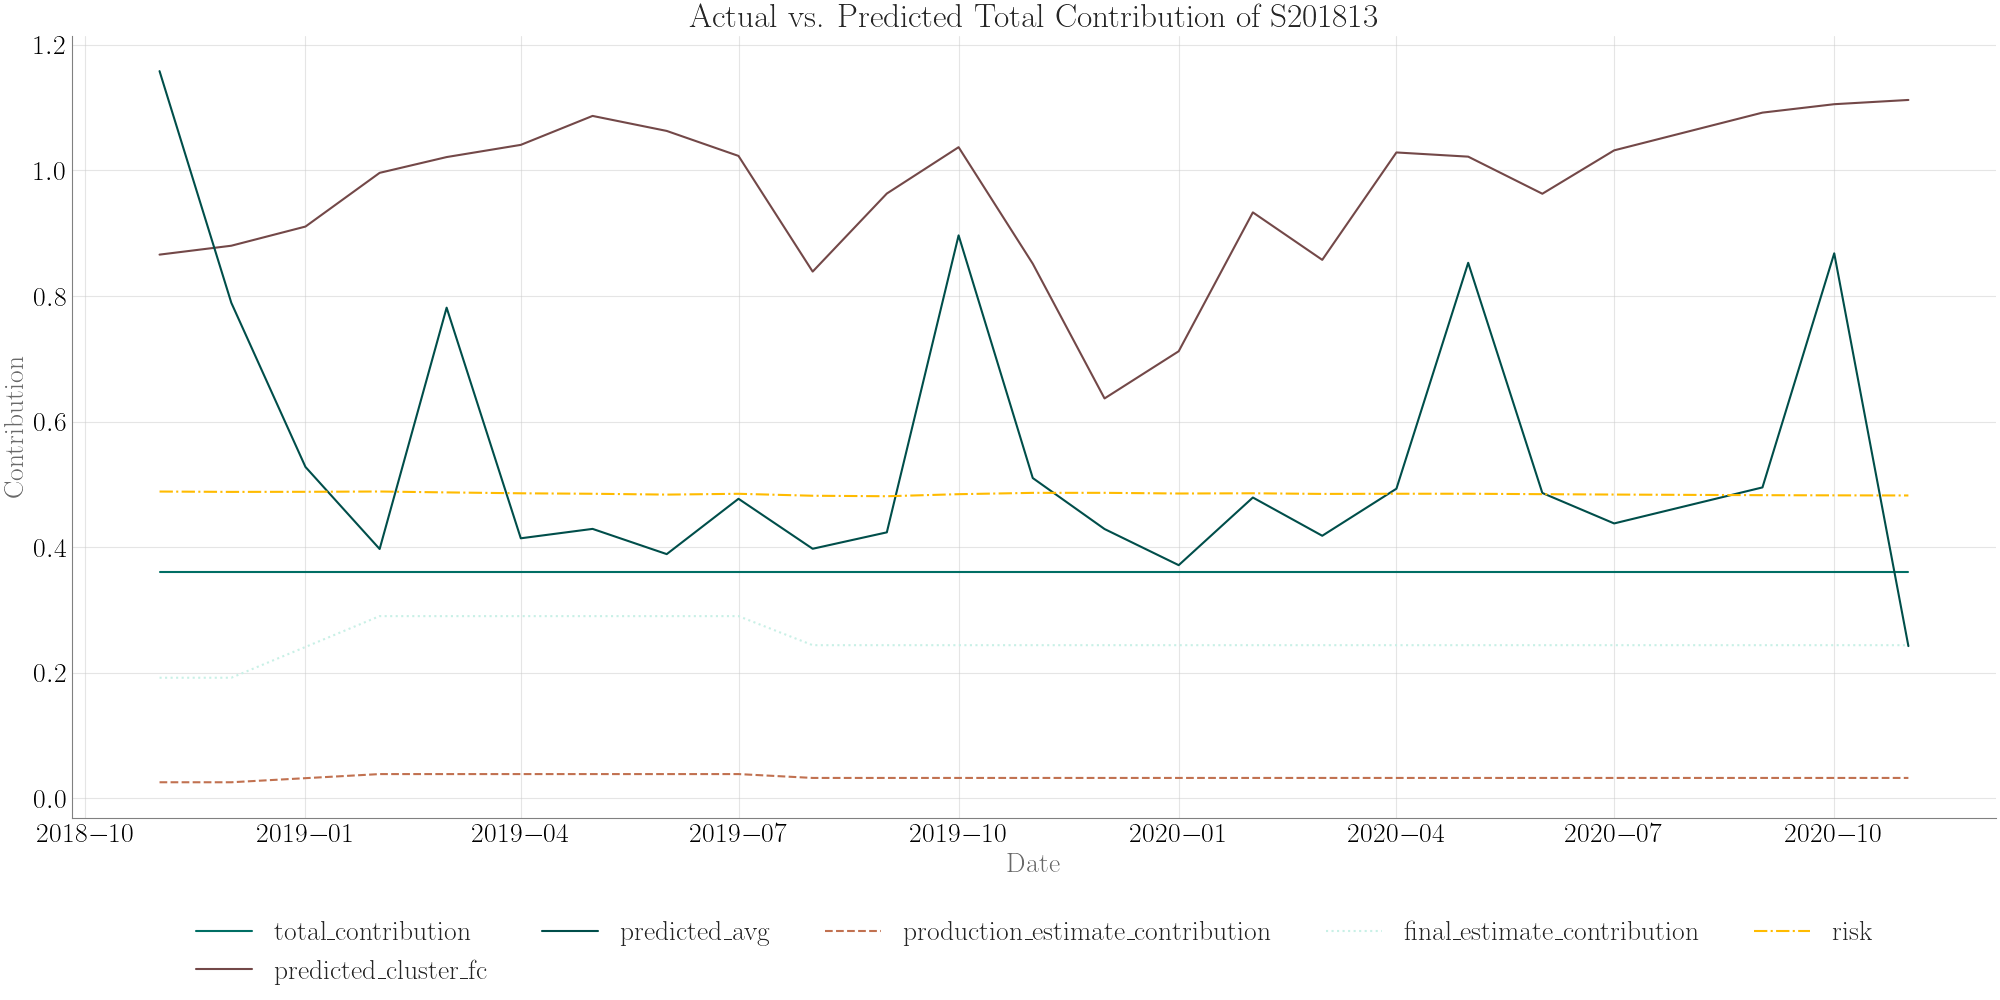 Actual vs. Predicted Total Contribution of S201813
1.2
1.0
0.8
0.6
0.4
0.2
0.0
Contribution
2018–10 2019–01 2019–04 2019–07 2019–10 2020–01 2020–04 2020–07 2020–10
Date
total_contribution predicted_avg production_estimate_contribution final_estimate_contribution risk
predicted_cluster_fc